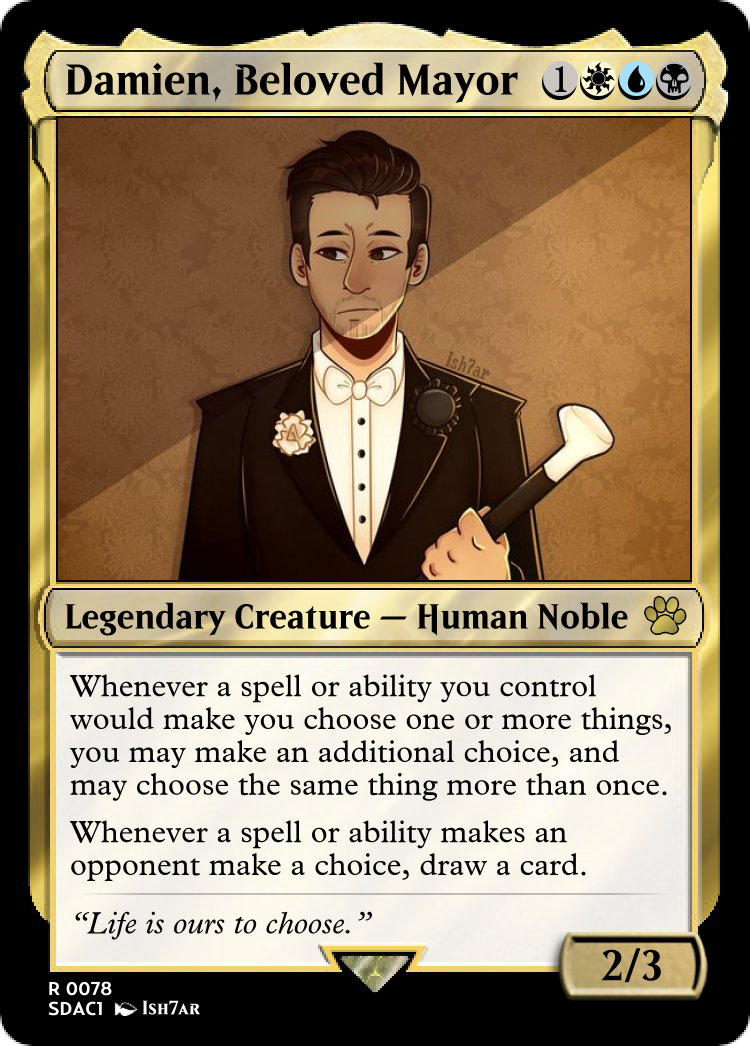 Damien, Beloved Mayor 1
Ish7ar
Legendary Creature — Human Noble
Whenever a spell or ability you control
would make you choose one or more things,
you may make an additional choice, and
may choose the same thing more than once.
Whenever a spell or ability makes an
opponent make a choice, draw a card.
“Life is ours to choose.”
2/3
R 0078
SDAC1 Ish7ar